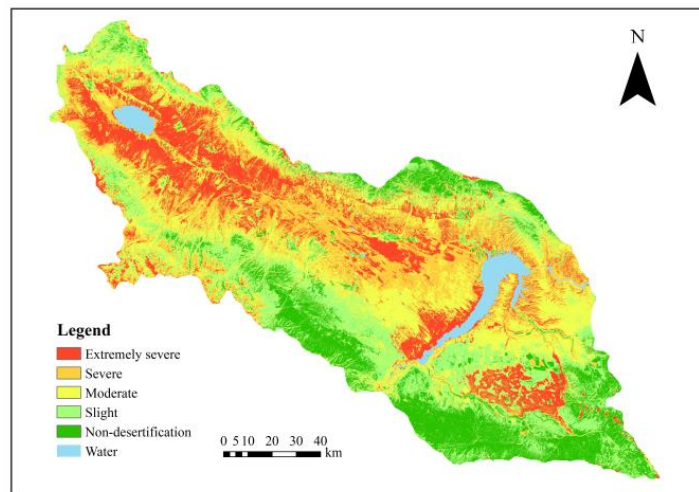 N
Legend
Extremely severe
Severe
Moderate
Slight
Non-desertification
Water
0 5 10 20 30 40
km